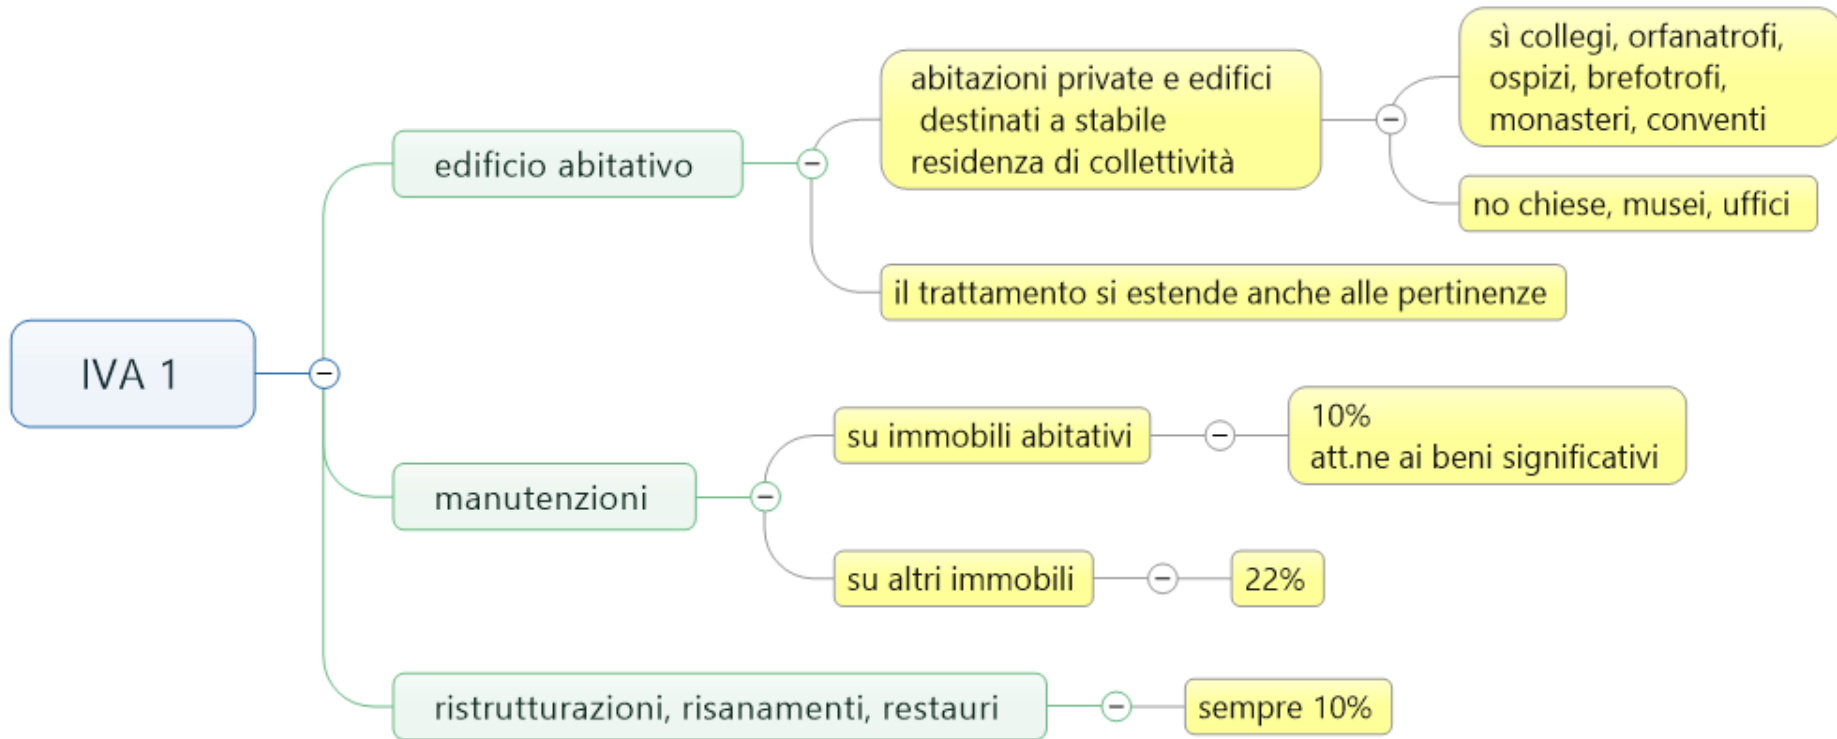 IVA 1
edificio abitativo
abitazioni private e edifici
destinati a stabile
residenza di collettività
sì collegi, orfanatrofi,
ospizi, brefotrofi,
monasteri, conventi
no chiese, musei, uffici
il trattamento si estende anche alle pertinenze
manutenzioni
su immobili abitativi
10%
att.ne ai beni significativi
su altri immobili
22%
ristrutturazioni, risanamenti, restauri
sempre 10%